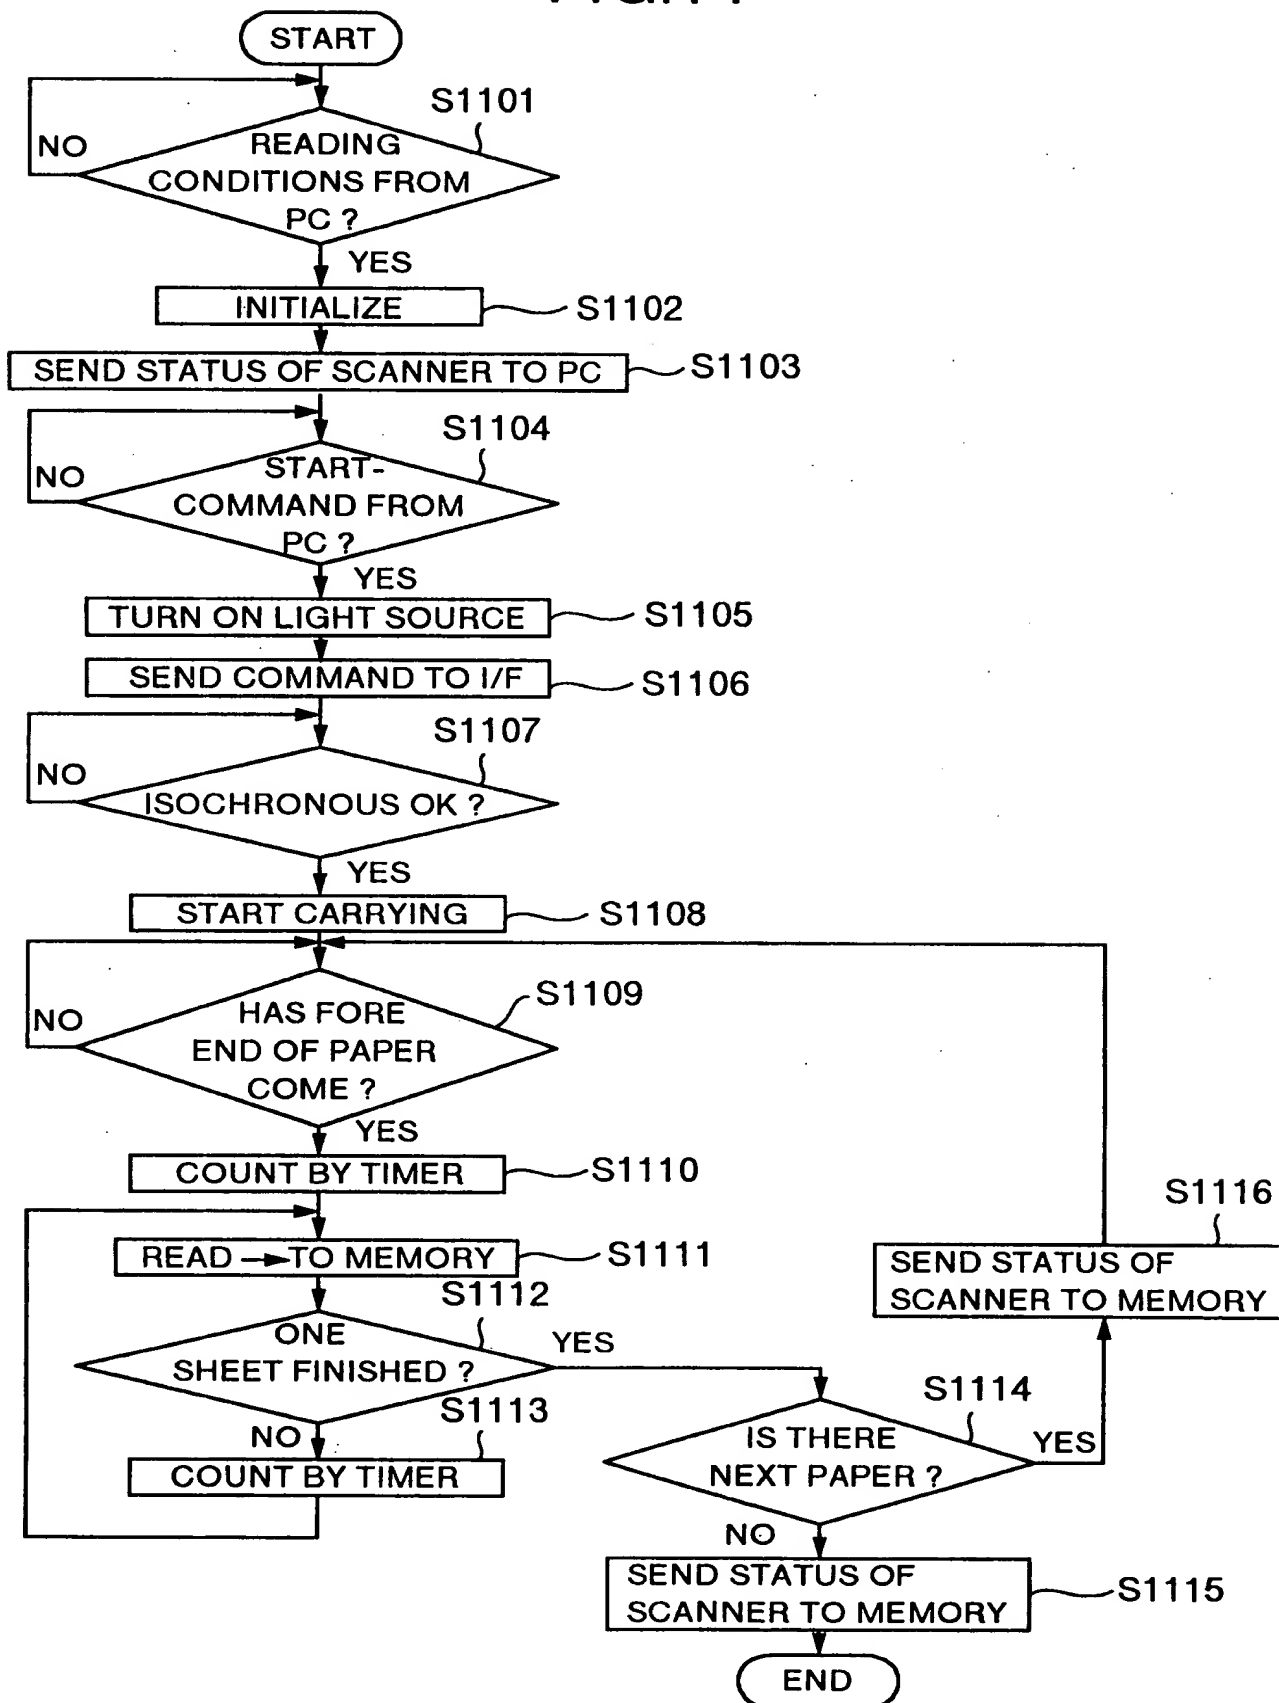 START
S1101
NO
READING
CONDITIONS FROM
PC ?
YES
INITIALIZE
S1102
SEND STATUS OF SCANNER TO PC
S1103
S1104
NO
START-
COMMAND FROM
PC ?
YES
TURN ON LIGHT SOURCE
S1105
SEND COMMAND TO I/F
S1106
S1107
NO
ISOCHRONOUS OK ?
YES
START CARRYING
S1108
S1109
NO
HAS FORE
END OF PAPER
COME ?
YES
COUNT BY TIMER
S1110
READ → TO MEMORY
S1111
S1112
ONE
SHEET FINISHED ?
YES
S1113
NO
COUNT BY TIMER
S1114
IS THERE
NEXT PAPER ?
YES
S1116
SEND STATUS OF
SCANNER TO MEMORY
NO
SEND STATUS OF
SCANNER TO MEMORY
S1115
END